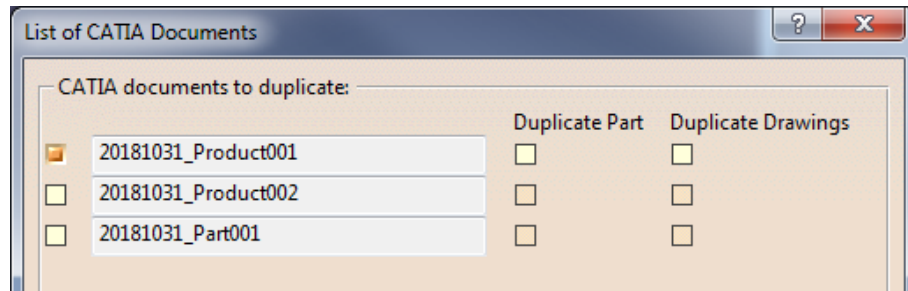 List of CATIA Documents
?
X
CATIA documents to duplicate:
Duplicate Part Duplicate Drawings
20181031_Product001
20181031_Product002
20181031_Part001